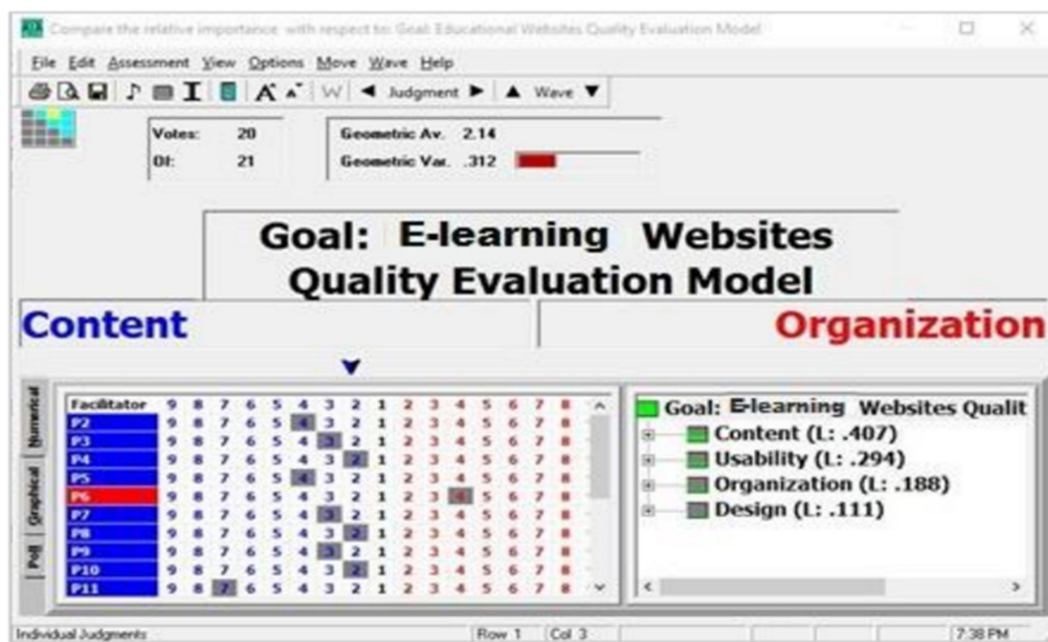 Compare the relative importance with respect to: Goal: Educational Websites Quality Evaluation Model
File Edit Assessment View Options Move Wave Help
W Judgment Wave
Votes: 20
Of: 21
Geometric Av. 2.14
Geometric Var. .312
Goal: E-learning Websites
Quality Evaluation Model
Content
Organization
Numerical
Graphical
Poll
Facilitator 9 8 7 6 5 4 3 2 1 2 3 4 5 6 7 8
P2 9 8 7 6 5 4 3 2 1 2 3 4 5 6 7 8
P3 9 8 7 6 5 4 3 2 1 2 3 4 5 6 7 8
P4 9 8 7 6 5 4 3 2 1 2 3 4 5 6 7 8
P5 9 8 7 6 5 4 3 2 1 2 3 4 5 6 7 8
P6 9 8 7 6 5 4 3 2 1 2 3 4 5 6 7 8
P7 9 8 7 6 5 4 3 2 1 2 3 4 5 6 7 8
P8 9 8 7 6 5 4 3 2 1 2 3 4 5 6 7 8
P9 9 8 7 6 5 4 3 2 1 2 3 4 5 6 7 8
P10 9 8 7 6 5 4 3 2 1 2 3 4 5 6 7 8
P11 9 8 7 6 5 4 3 2 1 2 3 4 5 6 7 8
Goal: E-learning Websites Qualit
Content (L: .407)
Usability (L: .294)
Organization (L: .188)
Design (L: .111)
Individual Judgments
Row 1 Col 3
7:38 PM